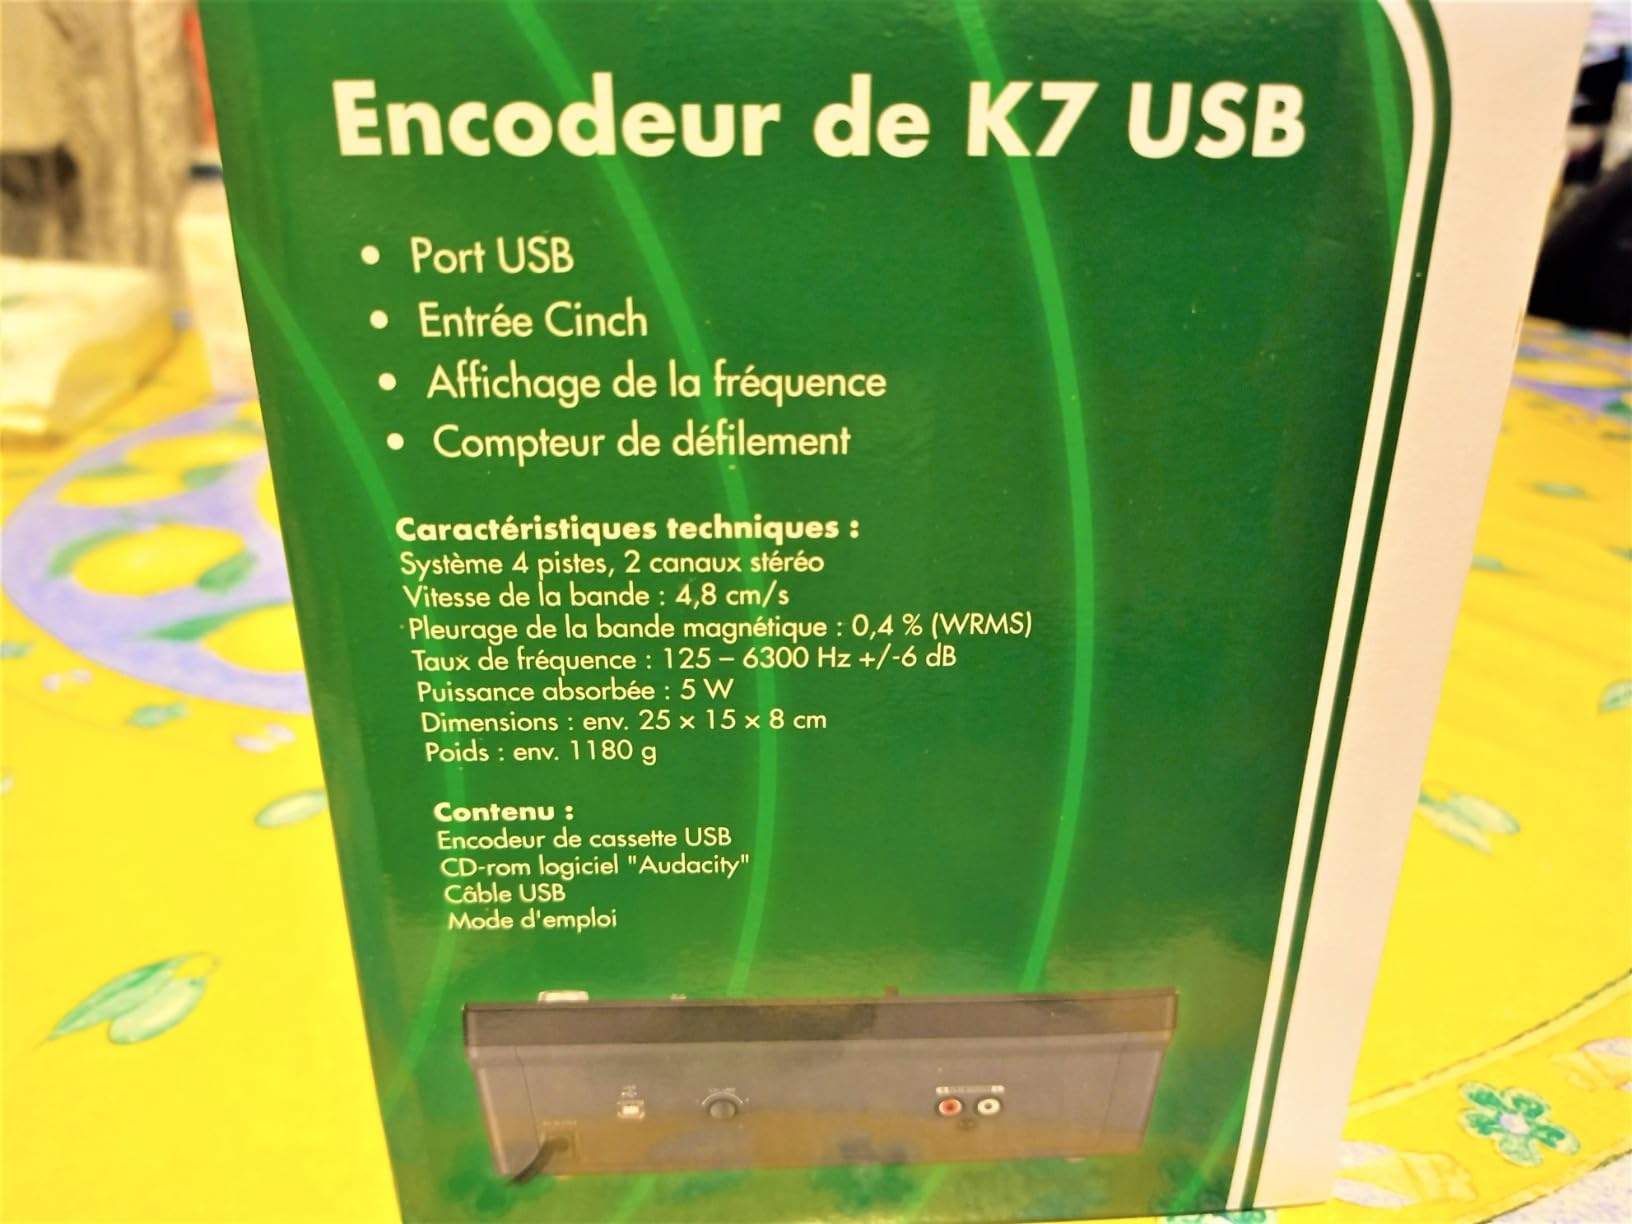 Encodeur de K7 USB
• Port USB
• Entrée Cinch
• Affichage de la fréquence
• Compteur de défilement
Caractéristiques techniques :
Système 4 pistes, 2 canaux stéréo
Vitesse de la bande : 4,8 cm/s
Pleurage de la bande magnétique : 0,4 % (WRMS)
Taux de fréquence : 125 – 6300 Hz +/-6 dB
Puissance absorbée : 5 W
Dimensions : env. 25 x 15 x 8 cm
Poids : env. 1180 g
Contenu :
Encodeur de cassette USB
CD-rom logiciel "Audacity"
Câble USB
Mode d'emploi